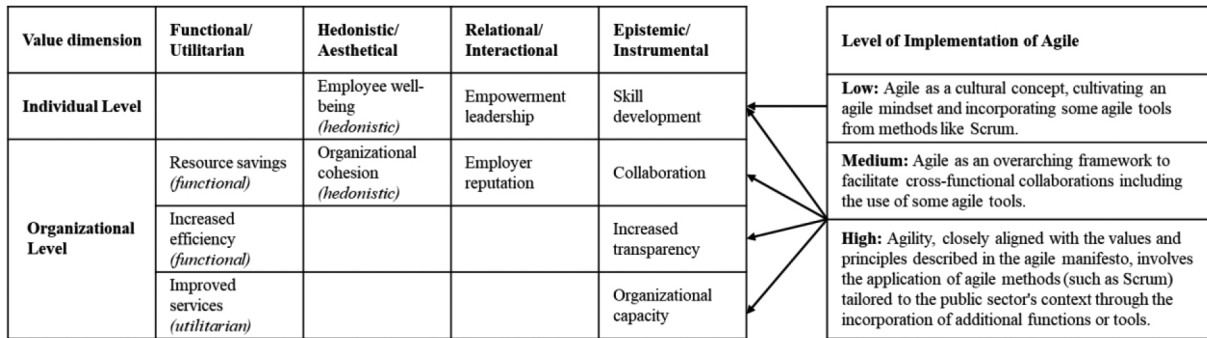 Value dimension
Functional/
Utilitarian
Hedonistic/
Aesthetical
Relational/
Interactional
Epistemic/
Instrumental
Individual Level
Employee well-
being
(hedonistic)
Empowerment
leadership
Skill
development
Organizational
Level
Resource savings
(functional)
Organizational
cohesion
(hedonistic)
Employer
reputation
Collaboration
Increased
efficiency
(functional)
Increased
transparency
Improved
services
(utilitarian)
Organizational
capacity
Level of Implementation of Agile
Low: Agile as a cultural concept, cultivating an
agile mindset and incorporating some agile tools
from methods like Scrum.
Medium: Agile as an overarching framework to
facilitate cross-functional collaborations including
the use of some agile tools.
High: Agility, closely aligned with the values and
principles described in the agile manifesto, involves
the application of agile methods (such as Scrum)
tailored to the public sector's context through the
incorporation of additional functions or tools.